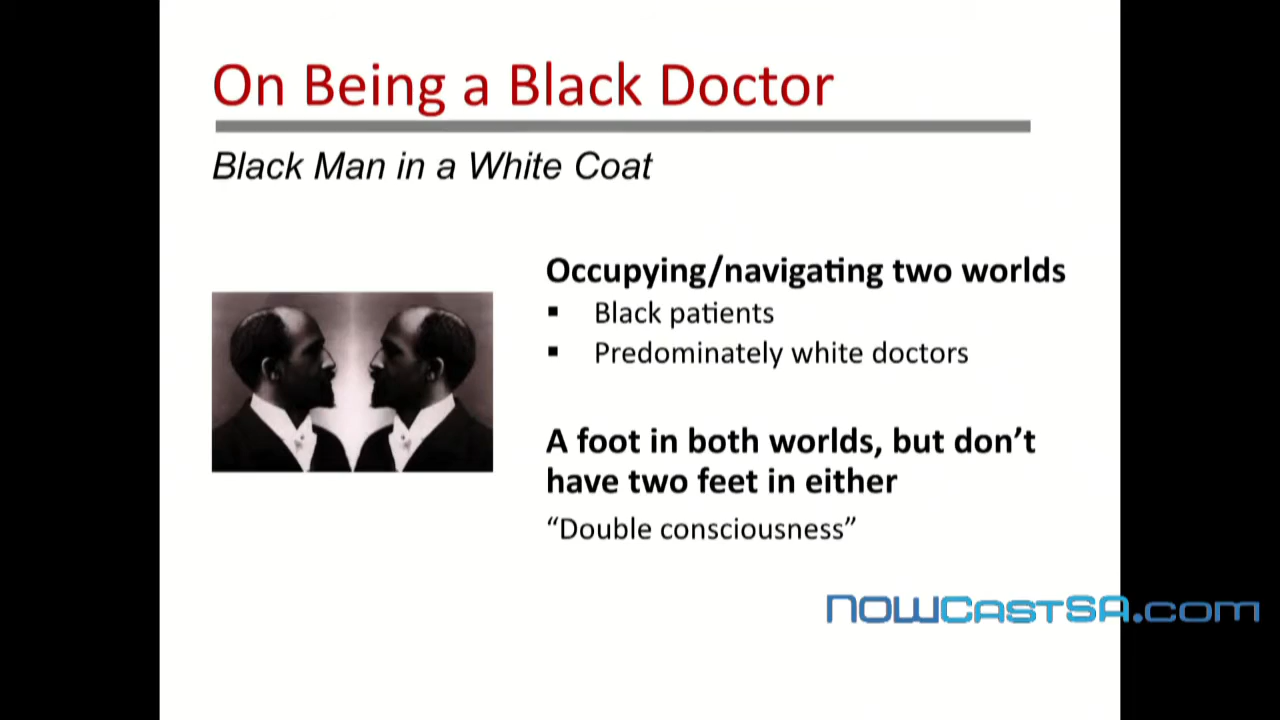 On Being a Black Doctor
Black Man in a White Coat
Occupying/navigating two worlds
▪ Black patients
▪ Predominately white doctors
A foot in both worlds, but don’t
have two feet in either
“Double consciousness”
NOWCastSA.com